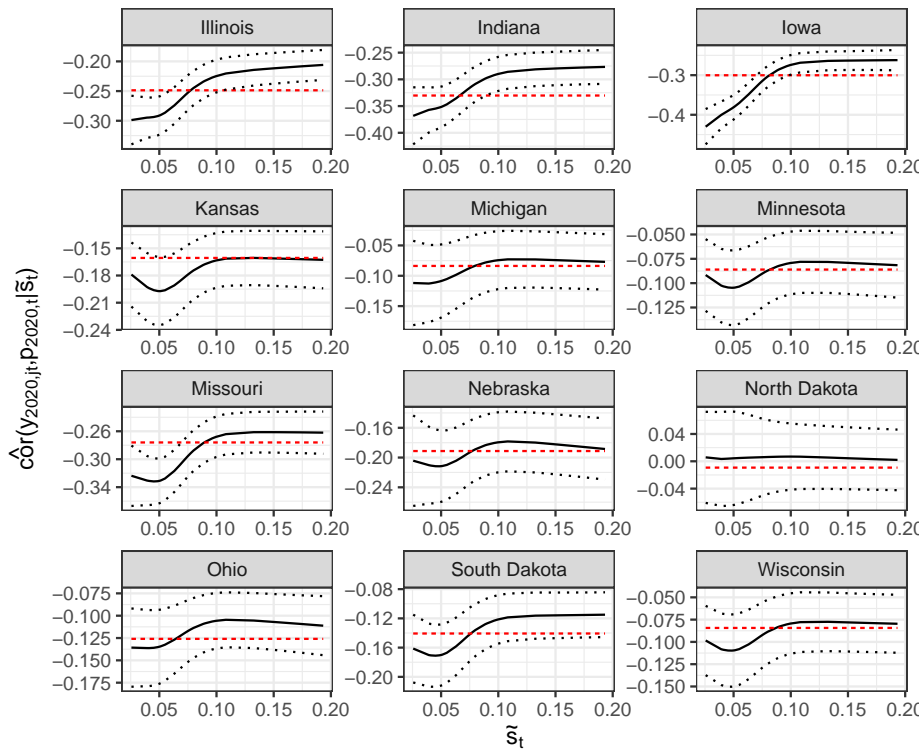 Illinois Indiana Iowa
−0.20 −0.25 −0.30
−0.25 −0.30 −0.35 −0.40
−0.3 −0.4
0.05 0.10 0.15 0.20 0.05 0.10 0.15 0.20 0.05 0.10 0.15 0.20
Kansas Michigan Minnesota
−0.15 −0.18 −0.21 −0.24
−0.05 −0.10 −0.15
−0.050 −0.075 −0.100 −0.125
0.05 0.10 0.15 0.20 0.05 0.10 0.15 0.20 0.05 0.10 0.15 0.20
Missouri Nebraska North Dakota
−0.26 −0.30 −0.34
−0.16 −0.20 −0.24
0.04 0.00 −0.04
0.05 0.10 0.15 0.20 0.05 0.10 0.15 0.20 0.05 0.10 0.15 0.20
Ohio South Dakota Wisconsin
−0.075 −0.100 −0.125 −0.150 −0.175
−0.08 −0.12 −0.16 −0.20
−0.050 −0.075 −0.100 −0.125 −0.150
0.05 0.10 0.15 0.20 0.05 0.10 0.15 0.20 0.05 0.10 0.15 0.20
côr(y2020,jt,p2020,t|s̃t)
s̃t